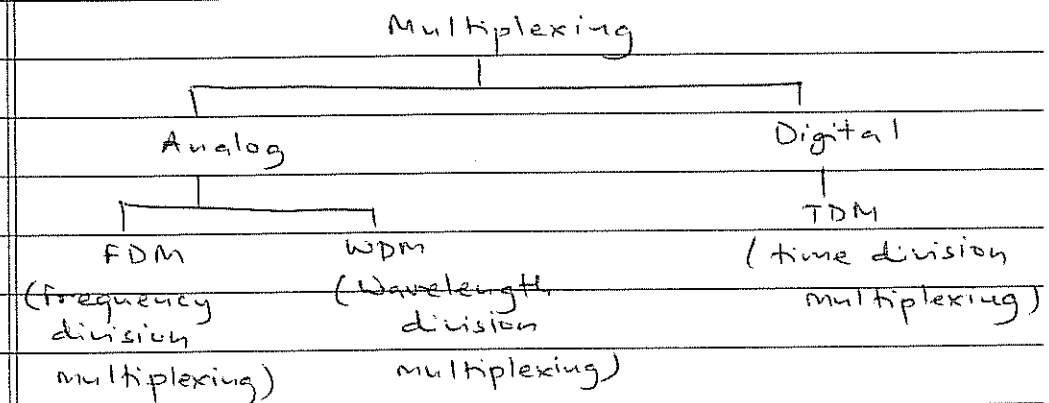 Multiplexing
Analog Digital
FDM WDM TDM
(frequency (Wavelength (time division
division division multiplexing)
multiplexing) multiplexing)